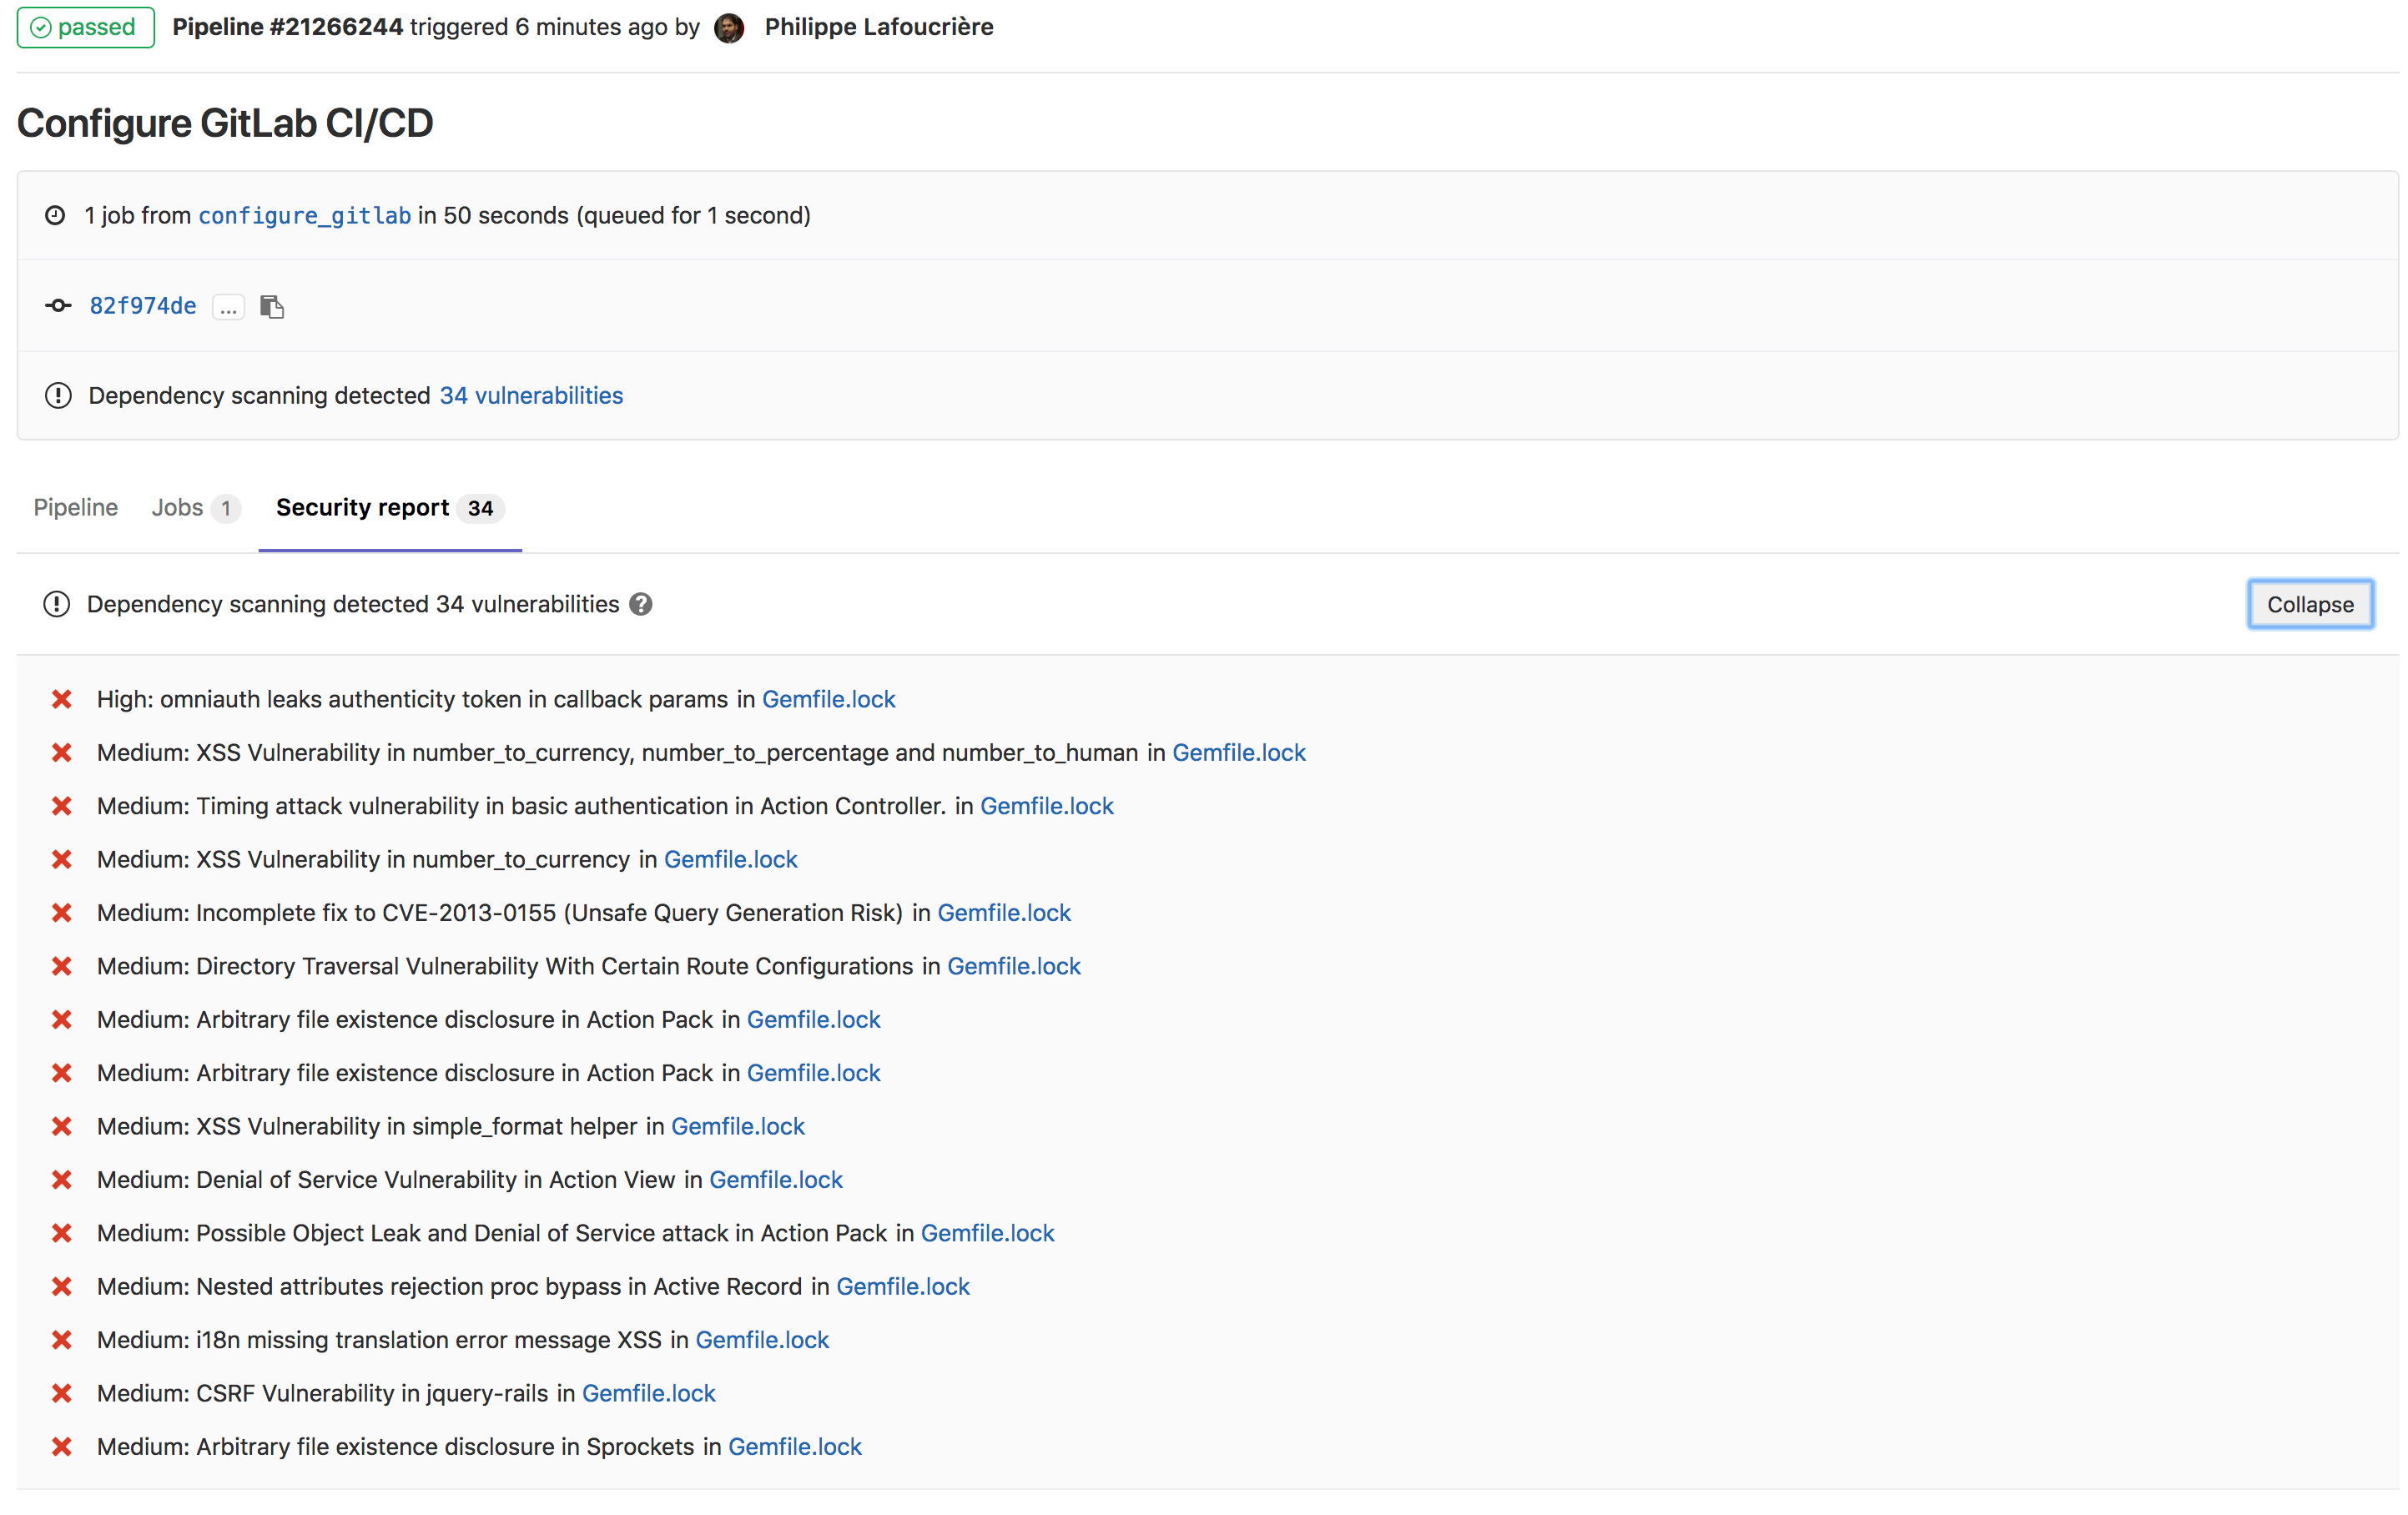 passed Pipeline #21266244 triggered 6 minutes ago by Philippe Lafoucrière
Configure GitLab CI/CD
1 job from configure_gitlab in 50 seconds (queued for 1 second)
82f974de ...
Dependency scanning detected 34 vulnerabilities
Pipeline Jobs 1 Security report 34
Dependency scanning detected 34 vulnerabilities ? Collapse
High: omniauth leaks authenticity token in callback params in Gemfile.lock
Medium: XSS Vulnerability in number_to_currency, number_to_percentage and number_to_human in Gemfile.lock
Medium: Timing attack vulnerability in basic authentication in Action Controller. in Gemfile.lock
Medium: XSS Vulnerability in number_to_currency in Gemfile.lock
Medium: Incomplete fix to CVE-2013-0155 (Unsafe Query Generation Risk) in Gemfile.lock
Medium: Directory Traversal Vulnerability With Certain Route Configurations in Gemfile.lock
Medium: Arbitrary file existence disclosure in Action Pack in Gemfile.lock
Medium: Arbitrary file existence disclosure in Action Pack in Gemfile.lock
Medium: XSS Vulnerability in simple_format helper in Gemfile.lock
Medium: Denial of Service Vulnerability in Action View in Gemfile.lock
Medium: Possible Object Leak and Denial of Service attack in Action Pack in Gemfile.lock
Medium: Nested attributes rejection proc bypass in Active Record in Gemfile.lock
Medium: i18n missing translation error message XSS in Gemfile.lock
Medium: CSRF Vulnerability in jquery-rails in Gemfile.lock
Medium: Arbitrary file existence disclosure in Sprockets in Gemfile.lock